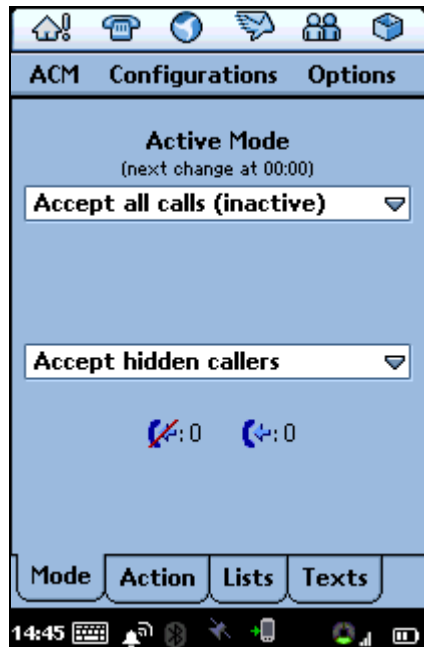 ACM Configurations Options
Active Mode
(next change at 00:00)
Accept all calls (inactive)
Accept hidden callers
: 0 : 0
Mode Action Lists Texts
14:45